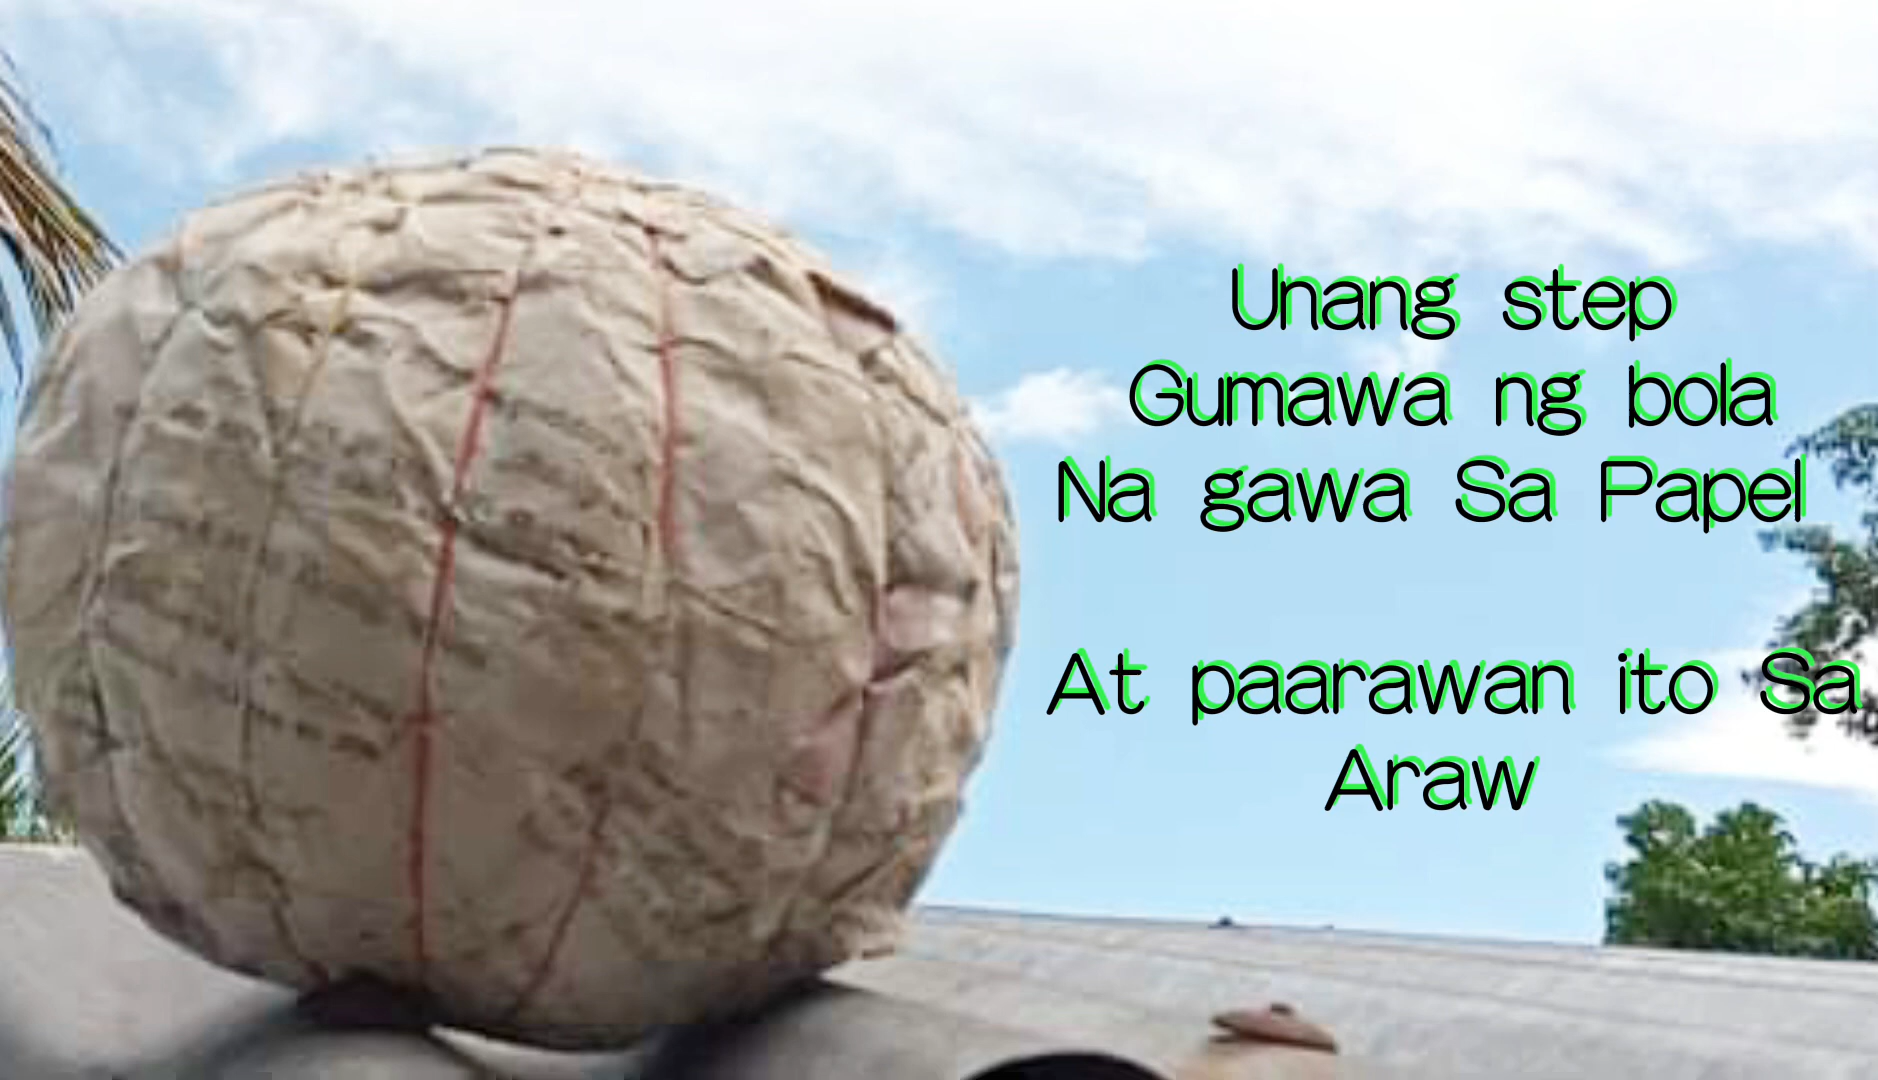 Unang step
Gumawa ng bola
Na gawa Sa Papel
At paarawan ito Sa
Araw